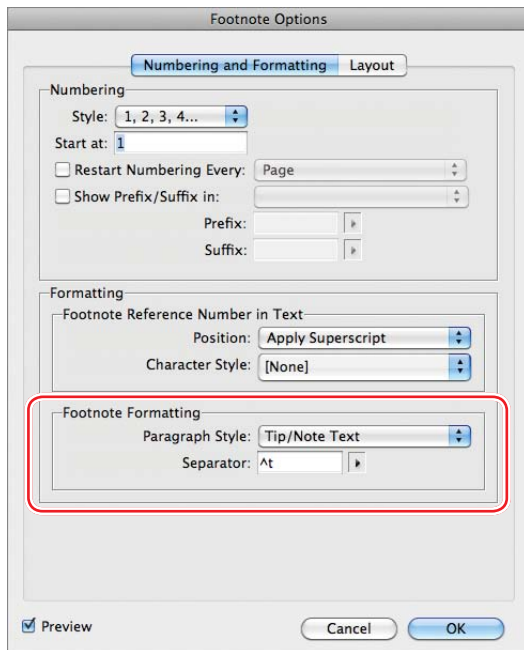 Footnote Options
Numbering and Formatting Layout
Numbering
Style: 1, 2, 3, 4...
Start at: 1
Restart Numbering Every: Page
Show Prefix/Suffix in:
Prefix:
Suffix:
Formatting
Footnote Reference Number in Text
Position: Apply Superscript
Character Style: [None]
Footnote Formatting
Paragraph Style: Tip/Note Text
Separator: ^t
Preview Cancel OK